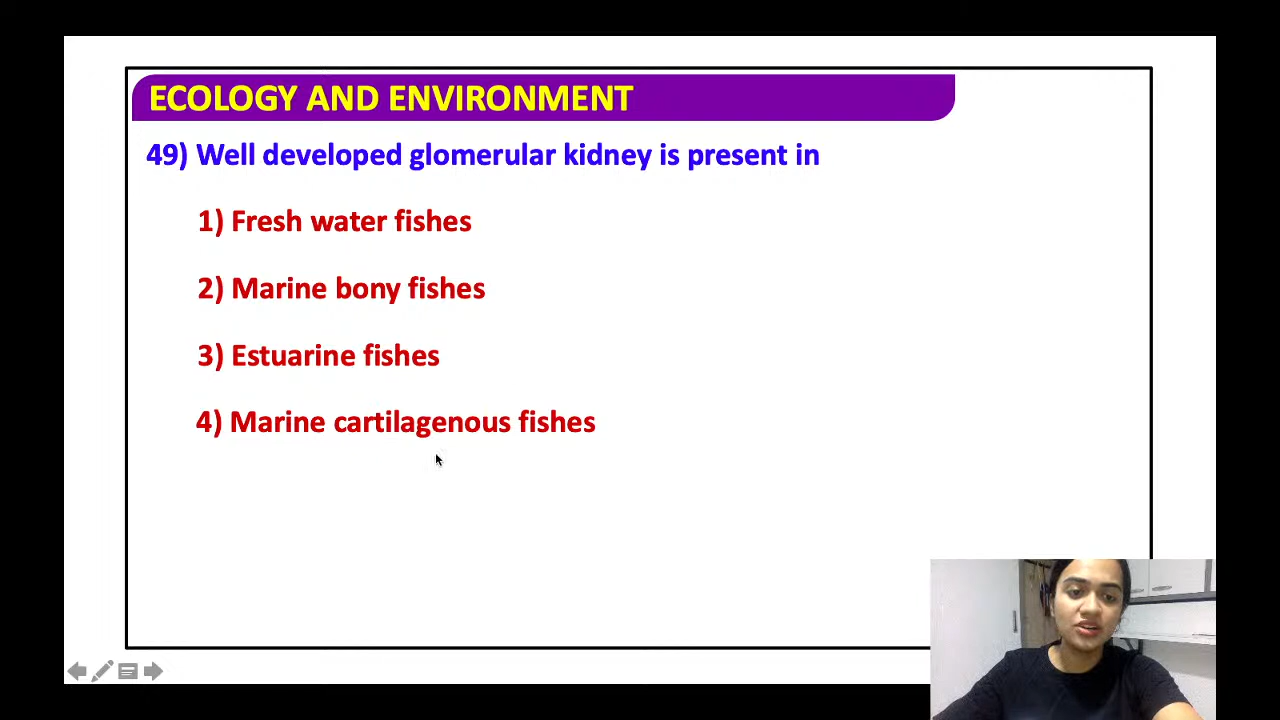 ECOLOGY AND ENVIRONMENT
49) Well developed glomerular kidney is present in
1) Fresh water fishes
2) Marine bony fishes
3) Estuarine fishes
4) Marine cartilagenous fishes